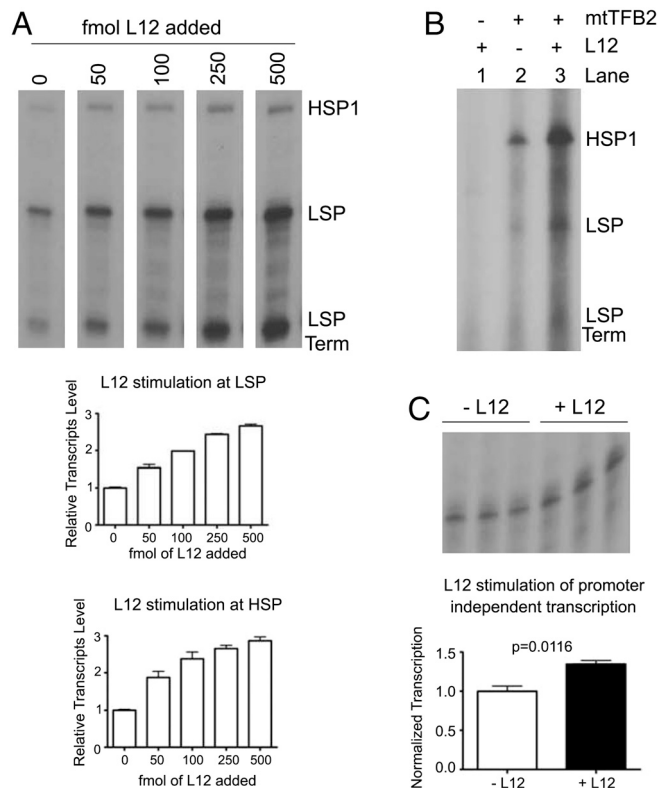 A
fmol L12 added
0 50 100 250 500
HSP1
LSP
LSP
Term
L12 stimulation at LSP
Relative Transcripts Level
3
2
1
0
0 50 100 250 500
fmol of L12 added
L12 stimulation at HSP
Relative Transcripts Level
3
2
1
0
0 50 100 250 500
fmol of L12 added
B
- + + mtTFB2
+ - + L12
1 2 3 Lane
HSP1
LSP
LSP
Term
C
- L12 + L12
L12 stimulation of promoter
independent transcription
Normalized Transcription
1.5
1.0
0.5
0.0
p=0.0116
- L12 + L12